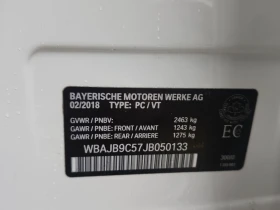 BAYERISCHE MOTOREN WERKE AG
02/2018 TYPE: PC / VT
GVWR / PNBV: 2463 kg
GAWR / PNBE: FRONT / AVANT 1243 kg
GAWR / PNBE: REAR / ARRIERE 1275 kg
WBAJB9C57JB050133
EC